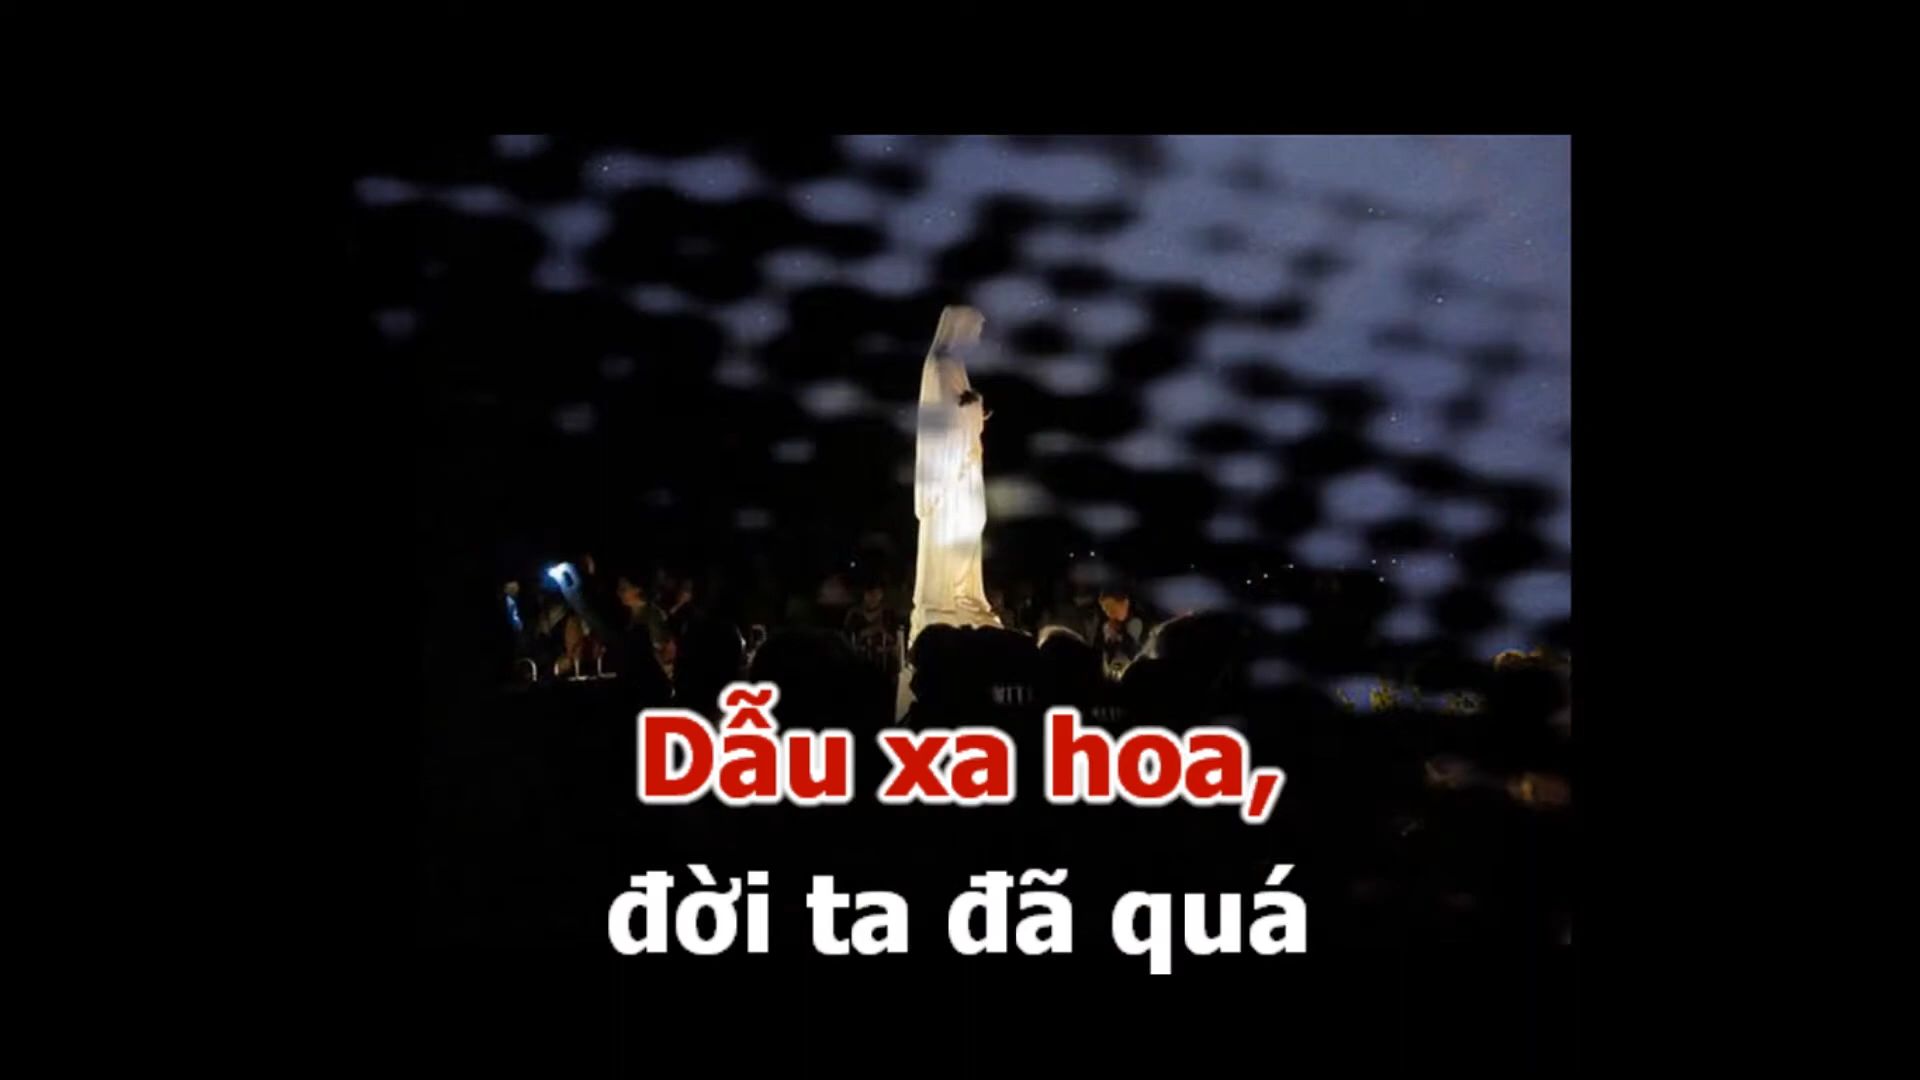 Dẫu xa hoa,
đời ta đã quá